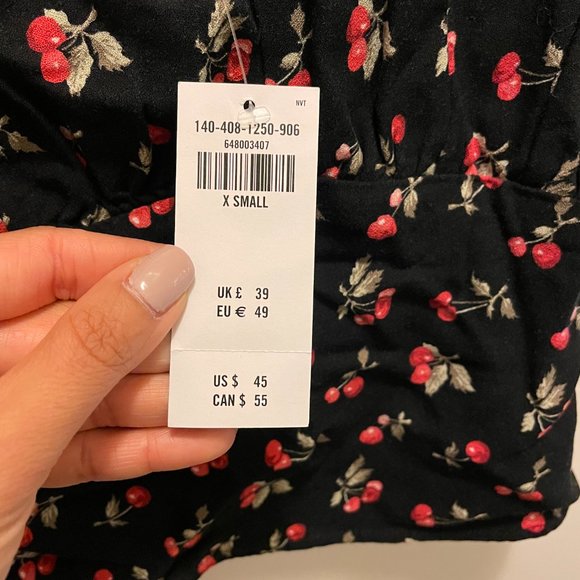 NVT
140-408-1250-906
648003407
X SMALL
UK £ 39
EU € 49
US $ 45
CAN $ 55